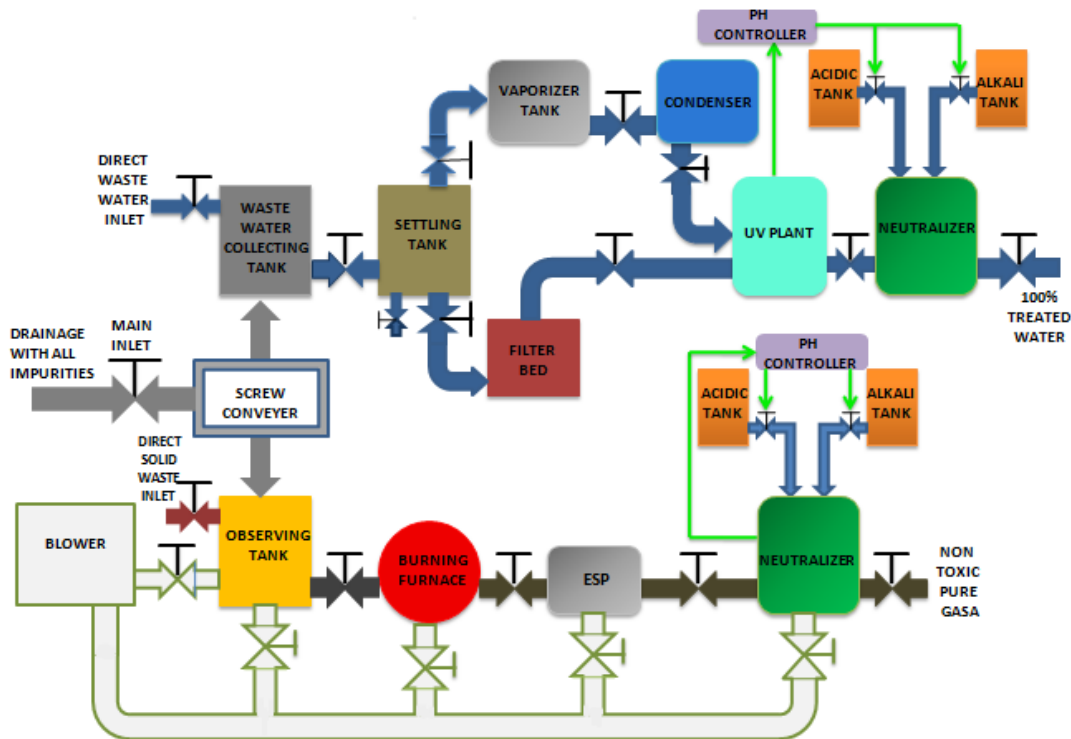 PH
CONTROLLER
ACIDIC
TANK
ALKALI
TANK
VAPORIZER
TANK
CONDENSER
DIRECT
WASTE
WATER
INLET
WASTE
WATER
COLLECTING
TANK
SETTLING
TANK
UV PLANT
NEUTRALIZER
100%
TREATED
WATER
DRAINAGE
WITH ALL
IMPURITIES
MAIN
INLET
SCREW
CONVEYER
FILTER
BED
PH
CONTROLLER
ACIDIC
TANK
ALKALI
TANK
DIRECT
SOLID
WASTE
INLET
BLOWER
OBSERVING
TANK
BURNING
FURNACE
ESP
NEUTRALIZER
NON
TOXIC
PURE
GASA